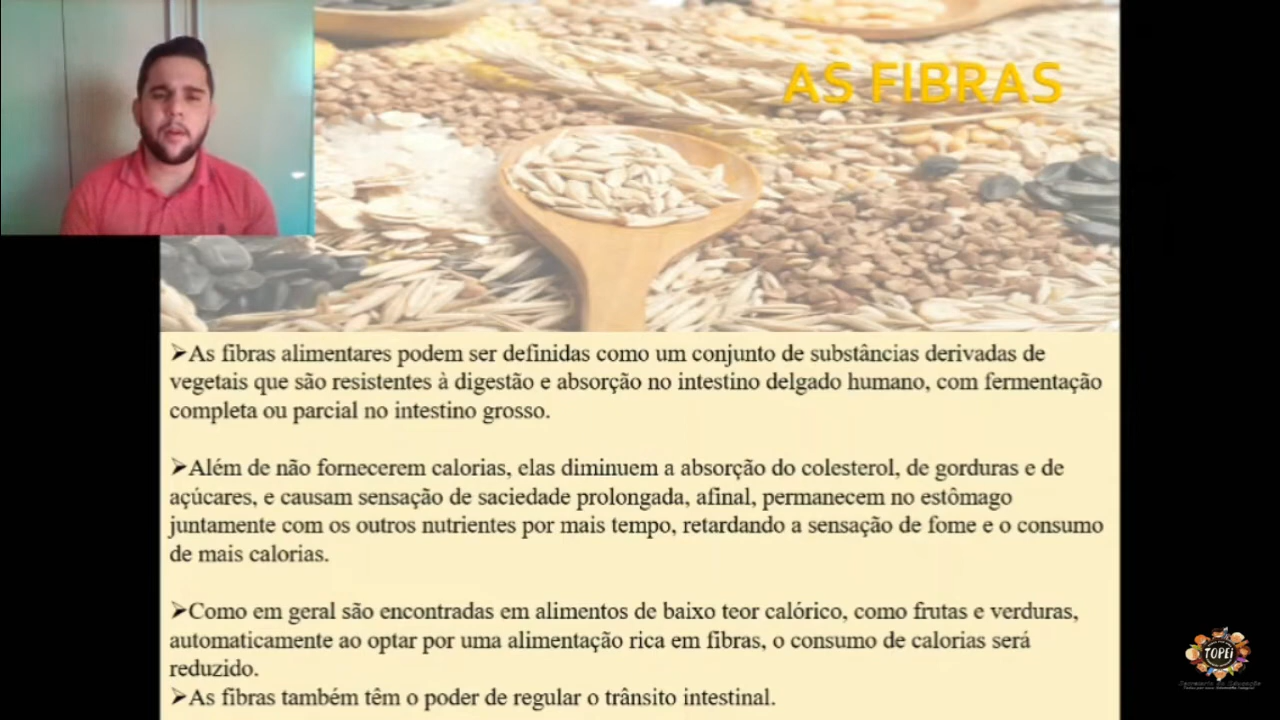 AS FIBRAS
➢As fibras alimentares podem ser definidas como um conjunto de substâncias derivadas de
vegetais que são resistentes à digestão e absorção no intestino delgado humano, com fermentação
completa ou parcial no intestino grosso.
➢Além de não fornecerem calorias, elas diminuem a absorção do colesterol, de gorduras e de
açúcares, e causam sensação de saciedade prolongada, afinal, permanecem no estômago
juntamente com os outros nutrientes por mais tempo, retardando a sensação de fome e o consumo
de mais calorias.
➢Como em geral são encontradas em alimentos de baixo teor calórico, como frutas e verduras,
automaticamente ao optar por uma alimentação rica em fibras, o consumo de calorias será
reduzido.
➢As fibras também têm o poder de regular o trânsito intestinal.
TOPEI